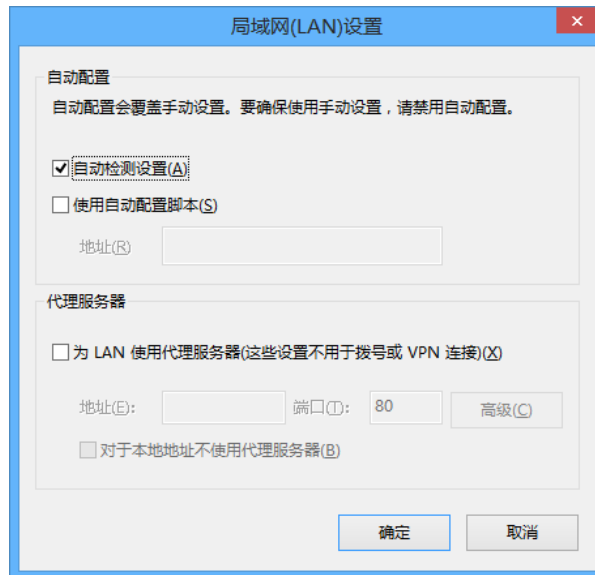 局域网(LAN)设置
自动配置
自动配置会覆盖手动设置。要确保使用手动设置，请禁用自动配置。
自动检测设置(A)
使用自动配置脚本(S)
地址(R)
代理服务器
为 LAN 使用代理服务器(这些设置不用于拨号或 VPN 连接)(X)
地址(E): 端口(T): 80 高级(C)
对于本地地址不使用代理服务器(B)
确定 取消